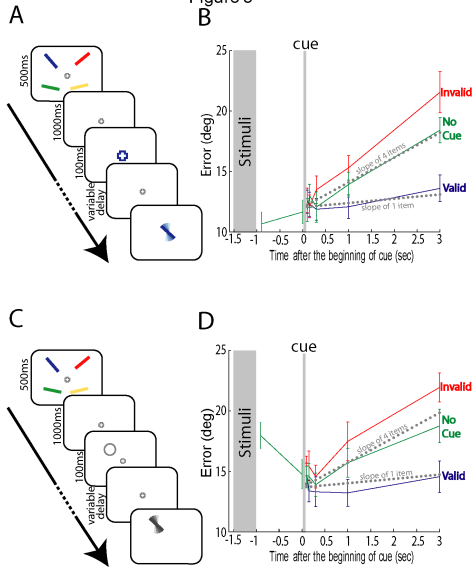 A
500ms
1000ms
100ms
variable
delay
B
cue
25
20
15
10
Error (deg)
Stimuli
Invalid
No
Cue
Valid
slope of 4 items
slope of 1 item
-1.5 -1 -0.5 0 0.5 1 1.5 2 2.5 3
Time after the beginning of cue (sec)
C
500ms
1000ms
100ms
variable
delay
D
cue
25
20
15
10
Error (deg)
Stimuli
Invalid
No
Cue
Valid
slope of 4 items
slope of 1 item
-1.5 -1 -0.5 0 0.5 1 1.5 2 2.5 3
Time after the beginning of cue (sec)